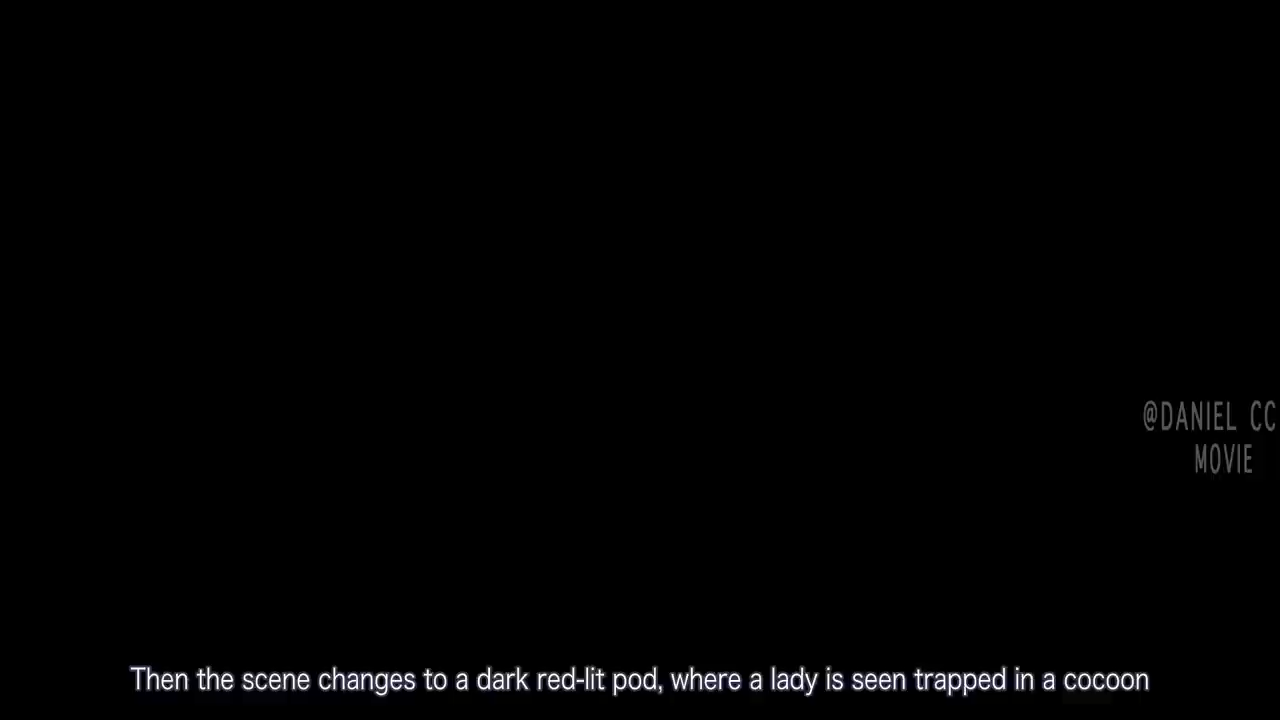 @DANIEL CC
MOVIE
Then the scene changes to a dark red-lit pod, where a lady is seen trapped in a cocoon